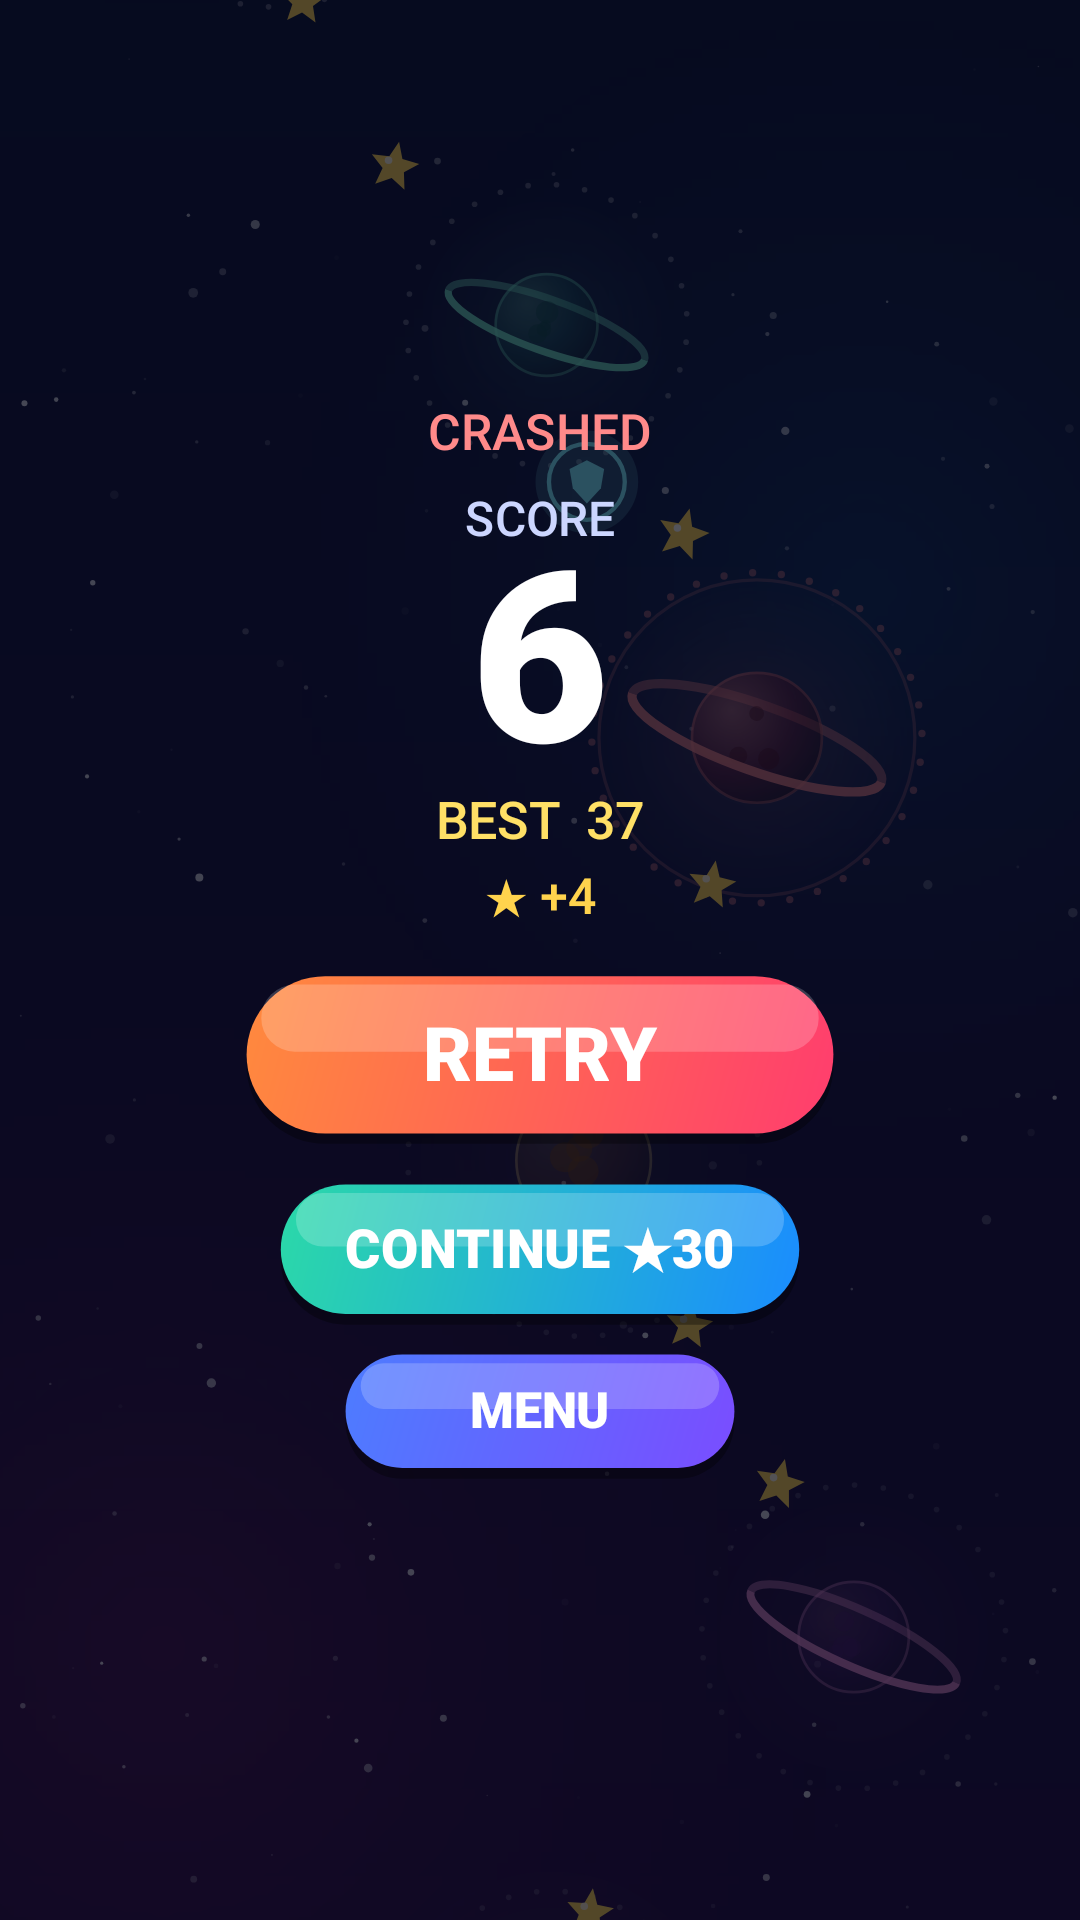 CRASHED
SCORE
6
BEST 37
★ +4
RETRY
CONTINUE ★30
MENU